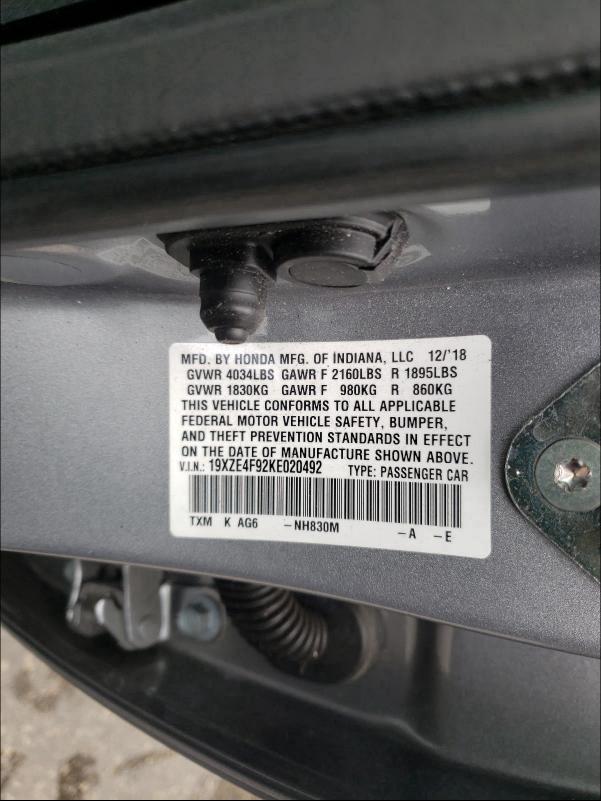 MFD. BY HONDA MFG. OF INDIANA, LLC 12/'18
GVWR 4034LBS GAWR F 2160LBS R 1895LBS
GVWR 1830KG GAWR F 980KG R 860KG
THIS VEHICLE CONFORMS TO ALL APPLICABLE
FEDERAL MOTOR VEHICLE SAFETY, BUMPER,
AND THEFT PREVENTION STANDARDS IN EFFECT
ON THE DATE OF MANUFACTURE SHOWN ABOVE.
V.I.N.: 19XZE4F92KE020492 TYPE: PASSENGER CAR
TXM K AG6 -NH830M -A -E